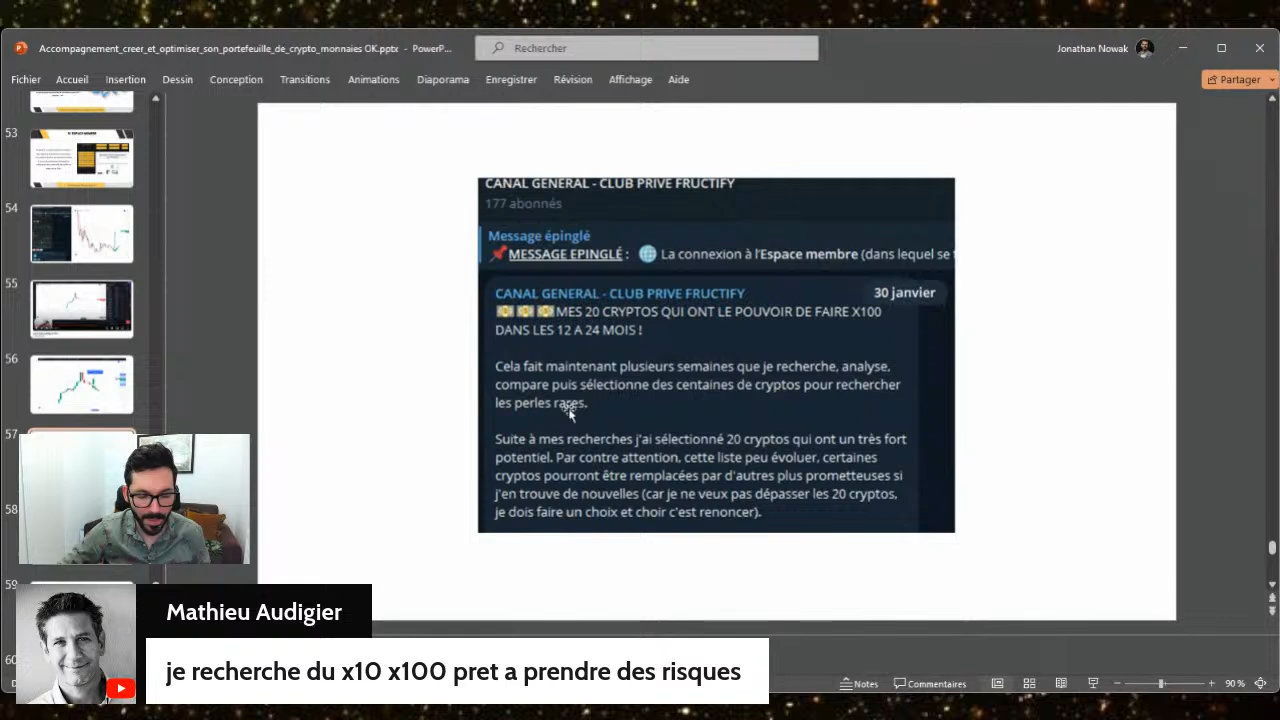 Accompagnement_creer_et_optimiser_son_portefeuille_de_crypto_monnaies OK.pptx - PowerP...
Rechercher
Jonathan Nowak
Fichier Accueil Insertion Dessin Conception Transitions Animations Diaporama Enregistrer Révision Affichage Aide
Partager
53
54
55
56
57
58
59
60
CANAL GENERAL - CLUB PRIVE FRUCTIFY
177 abonnés
Message épinglé
MESSAGE EPINGLÉ : La connexion à l'Espace membre (dans lequel se
CANAL GENERAL - CLUB PRIVE FRUCTIFY
30 janvier
MES 20 CRYPTOS QUI ONT LE POUVOIR DE FAIRE X100
DANS LES 12 A 24 MOIS !
Cela fait maintenant plusieurs semaines que je recherche, analyse,
compare puis sélectionne des centaines de cryptos pour rechercher
les perles rares.
Suite à mes recherches j'ai sélectionné 20 cryptos qui ont un très fort
potentiel. Par contre attention, cette liste peu évoluer, certaines
cryptos pourront être remplacées par d'autres plus prometteuses si
j'en trouve de nouvelles (car je ne veux pas dépasser les 20 cryptos,
je dois faire un choix et choir c'est renoncer).
Mathieu Audigier
je recherche du x10 x100 pret a prendre des risques
Notes Commentaires
90 %